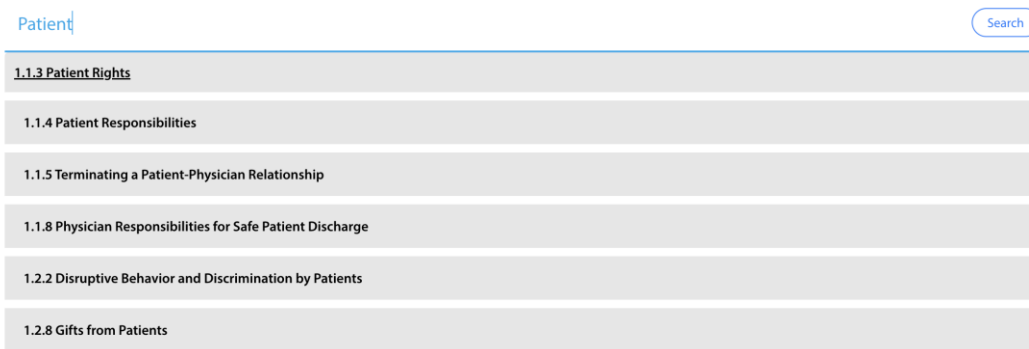 Patient
Search
1.1.3 Patient Rights
1.1.4 Patient Responsibilities
1.1.5 Terminating a Patient-Physician Relationship
1.1.8 Physician Responsibilities for Safe Patient Discharge
1.2.2 Disruptive Behavior and Discrimination by Patients
1.2.8 Gifts from Patients